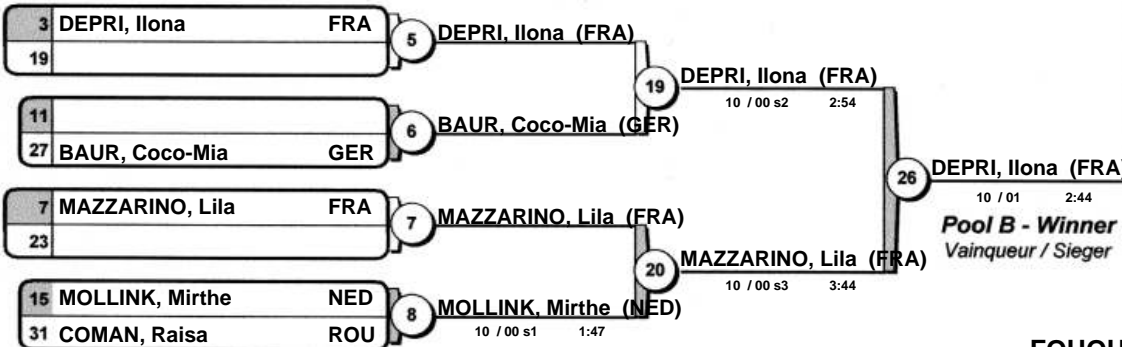 3 DEPRI, Ilona FRA
19
5 DEPRI, Ilona (FRA)
11
27 BAUR, Coco-Mia GER
6 BAUR, Coco-Mia (GER)
19 DEPRI, Ilona (FRA)
10 / 00 s2 2:54
7 MAZZARINO, Lila FRA
23
7 MAZZARINO, Lila (FRA)
15 MOLLINK, Mirthe NED
31 COMAN, Raisa ROU
8 MOLLINK, Mirthe (NED)
10 / 00 s1 1:47
20 MAZZARINO, Lila (FRA)
10 / 00 s3 3:44
26 DEPRI, Ilona (FRA)
10 / 01 2:44
Pool B - Winner
Vainqueur / Sieger